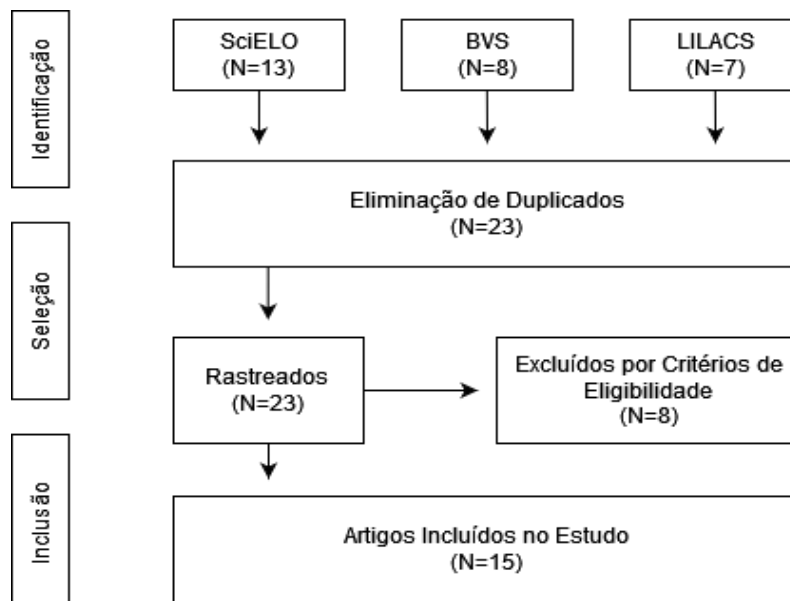 Identificação
SciELO
(N=13)
BVS
(N=8)
LILACS
(N=7)
Eliminação de Duplicados
(N=23)
Seleção
Rastreados
(N=23)
Excluídos por Critérios de
Eligibilidade
(N=8)
Inclusão
Artigos Incluídos no Estudo
(N=15)